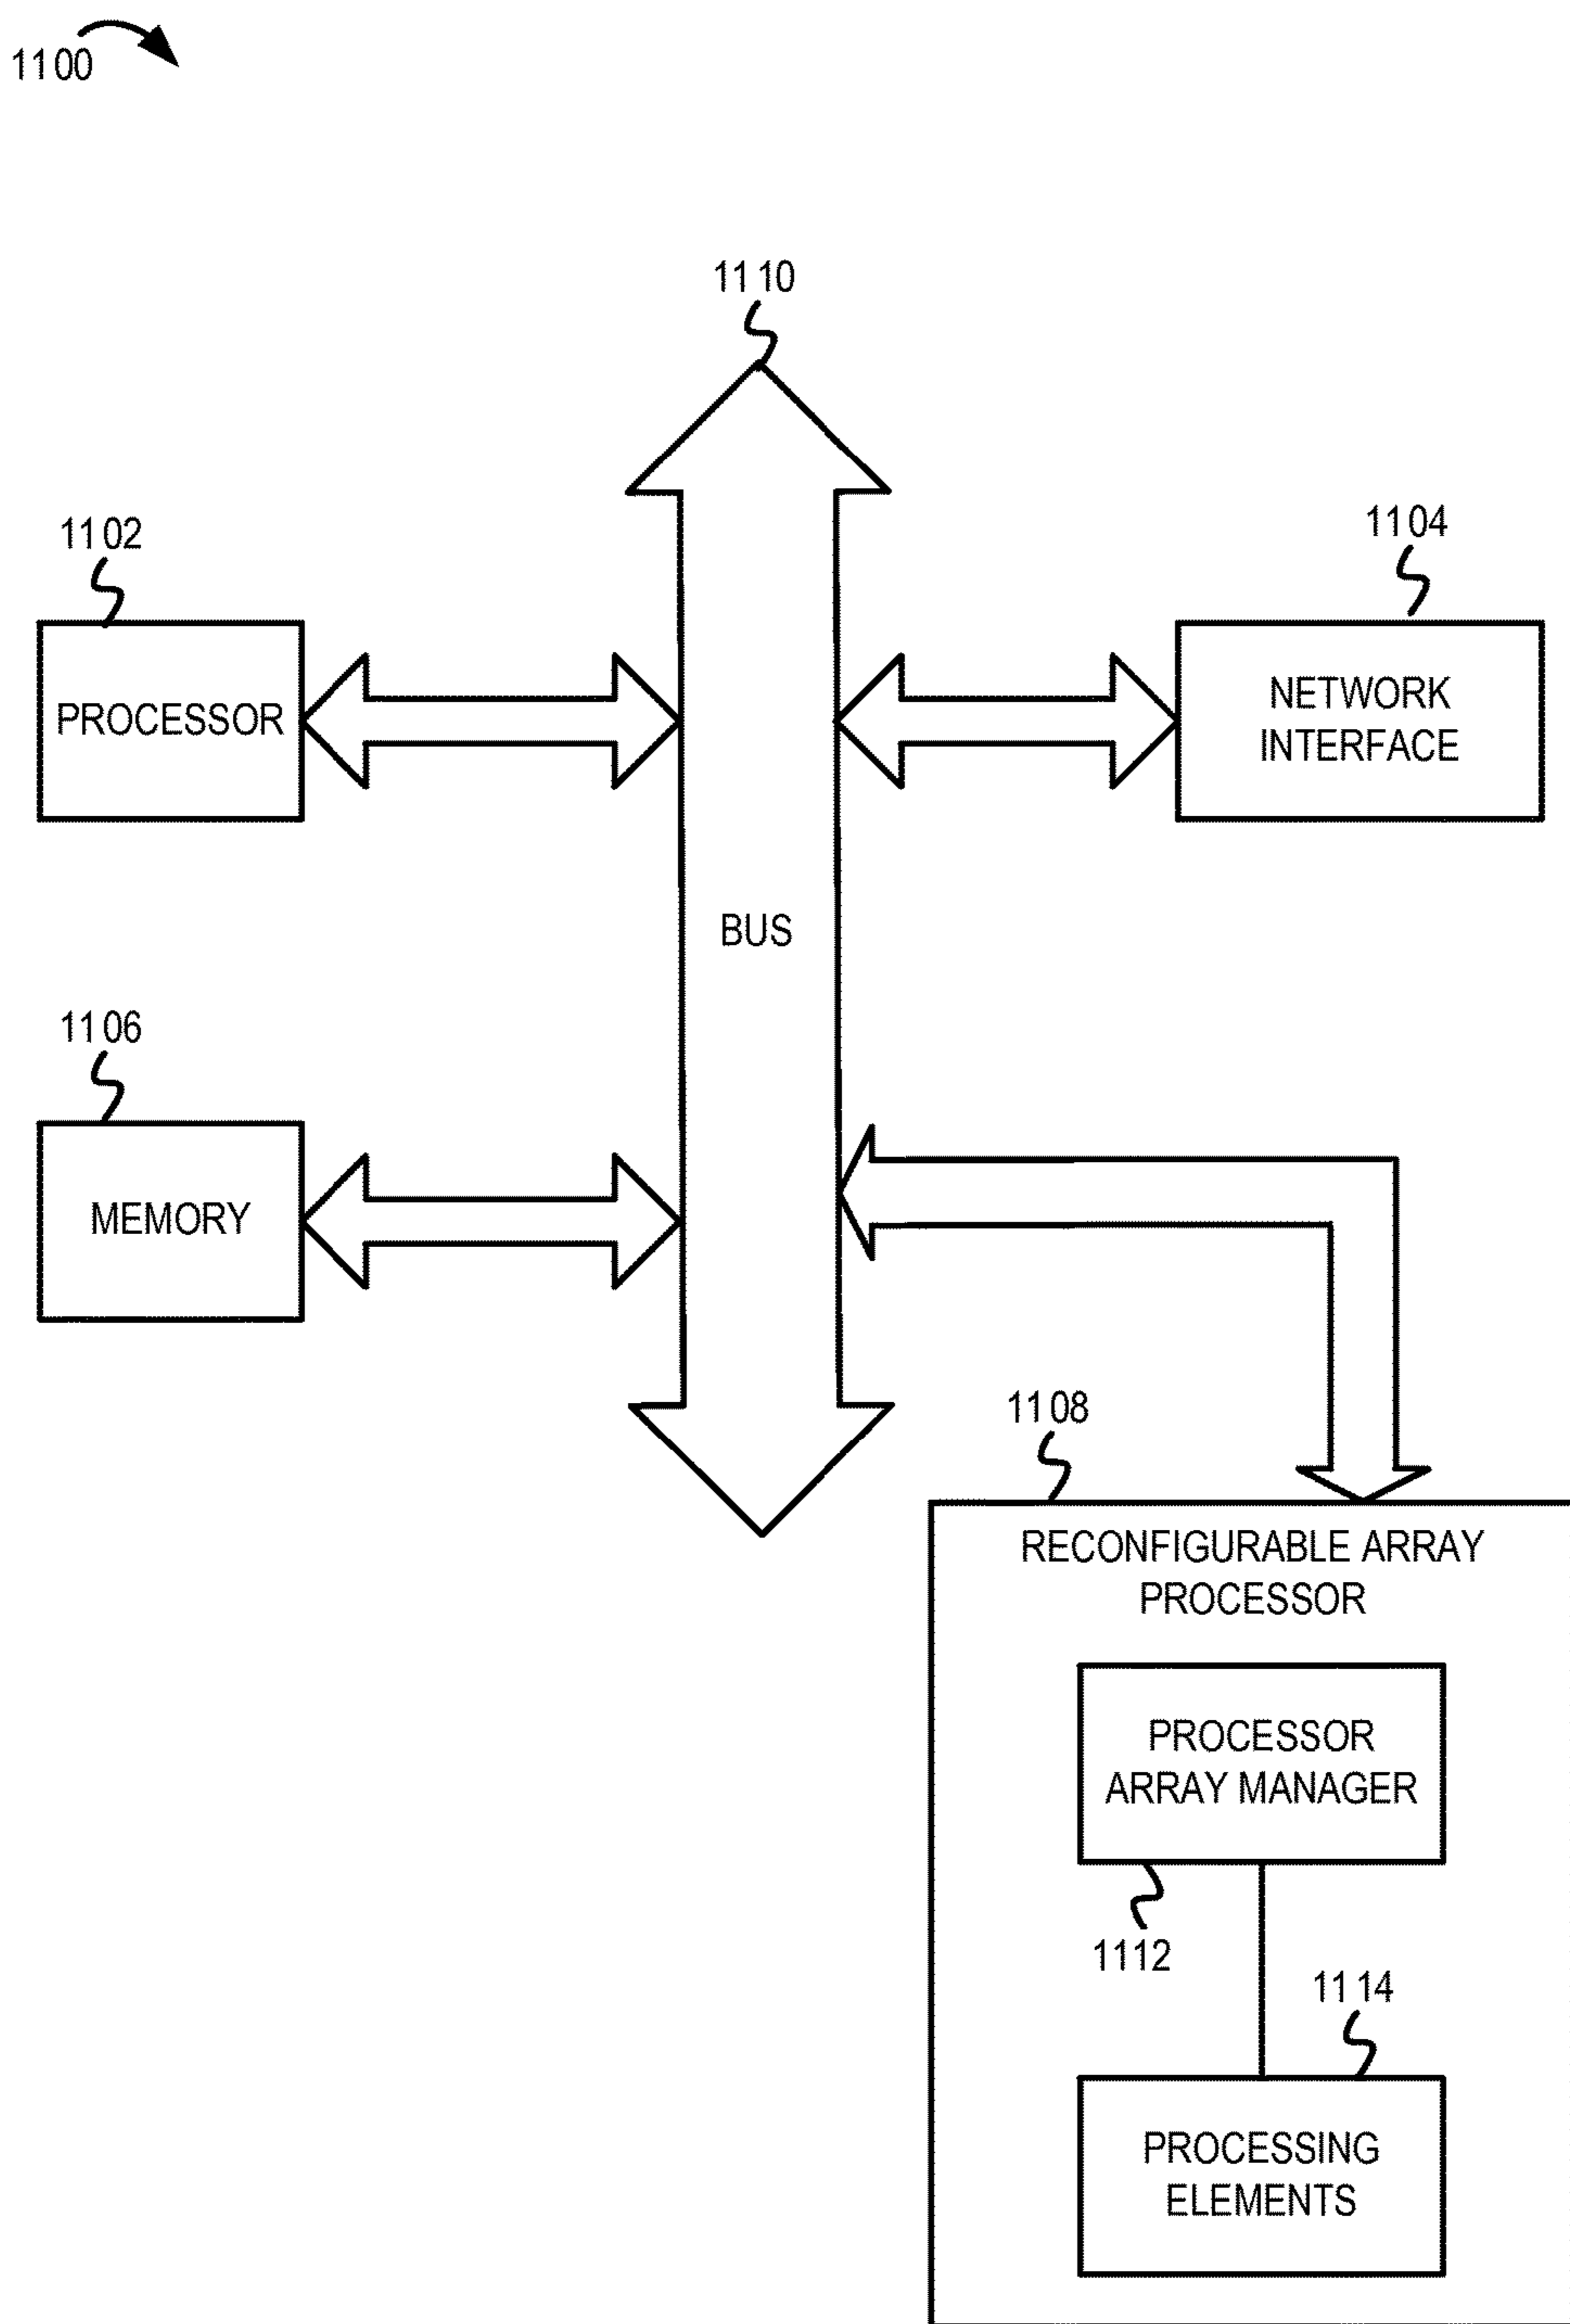 1100
1110
1102
1104
PROCESSOR
NETWORK
INTERFACE
BUS
1106
MEMORY
1108
RECONFIGURABLE ARRAY
PROCESSOR
PROCESSOR
ARRAY MANAGER
1112
1114
PROCESSING
ELEMENTS